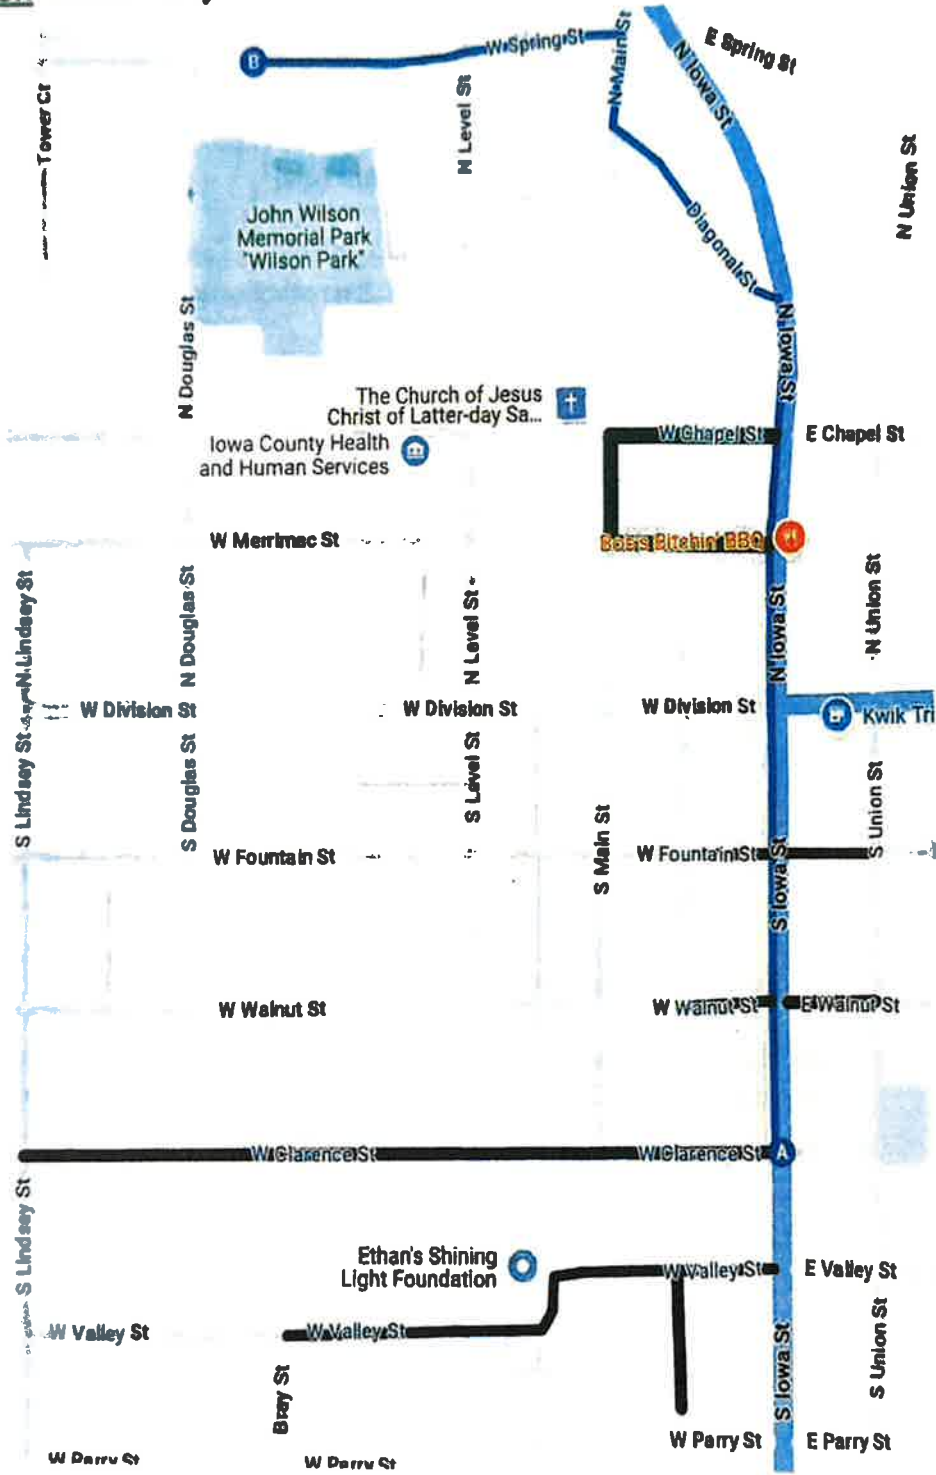 B
W Spring St
N Main St
N Iowa St
E Spring St
Tower Cr
N Level St
N Union St
John Wilson
Memorial Park
"Wilson Park"
Diagonal St
N Douglas St
N Iowa St
The Church of Jesus
Christ of Latter-day Sa...
W Chapel St
E Chapel St
Iowa County Health
and Human Services
W Merrimac St
Bob's Bitchin' BBQ
N Lindsey St
N Douglas St
N Level St
N Iowa St
N Union St
W Division St
W Division St
W Division St
Kwik Tri
S Lindsey St
S Douglas St
S Level St
S Union St
S Main St
W Fountain St
W Fountain St
S Iowa St
W Walnut St
W Walnut St
E Walnut St
W Clarence St
W Clarence St
A
S Lindsey St
Ethan's Shining
Light Foundation
W Valley St
E Valley St
W Valley St
W Valley St
S Iowa St
S Union St
Bray St
W Parry St
E Parry St
W Parry St
W Parry St